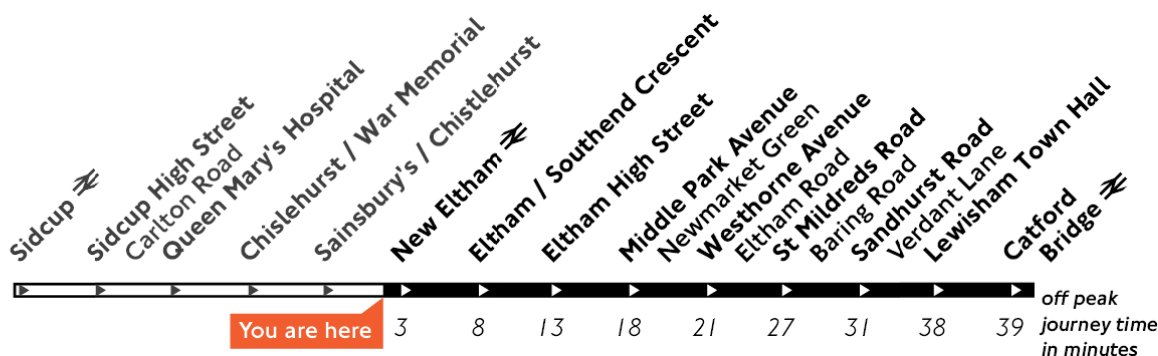 Sidcup
Sidcup High Street
Carlton Road
Queen Mary's Hospital
Chislehurst / War Memorial
Sainsbury's / Chistlehurst
New Eltham
Eltham / Southend Crescent
Eltham High Street
Middle Park Avenue
Newmarket Green
Westhorne Avenue
Eltham Road
St Mildreds Road
Baring Road
Sandhurst Road
Verdant Lane
Lewisham Town Hall
Catford
Bridge
You are here
3 8 13 18 21 27 31 38 39
off peak
journey time
in minutes